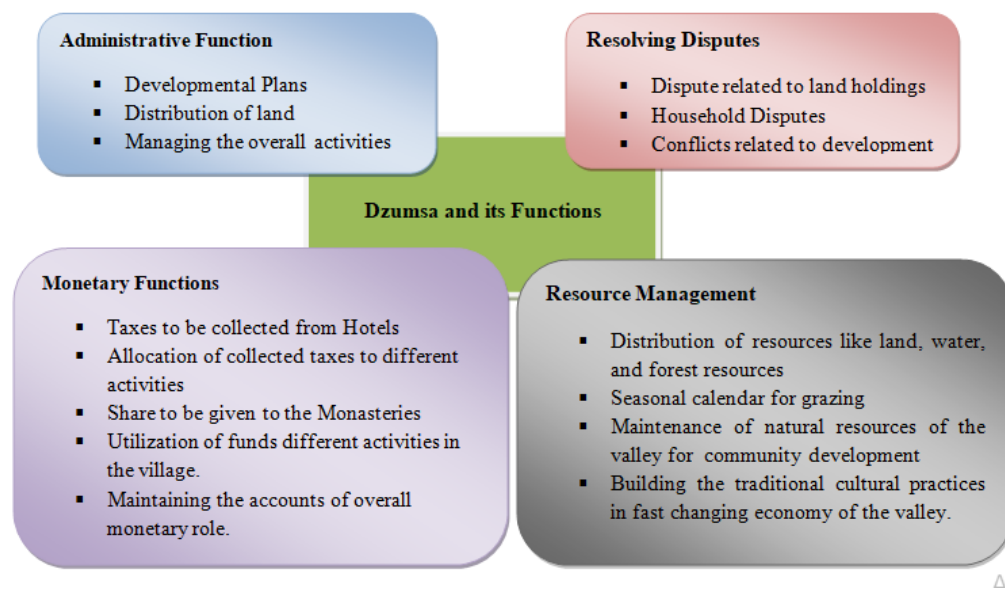 Administrative Function
▪ Developmental Plans
▪ Distribution of land
▪ Managing the overall activities
Resolving Disputes
▪ Dispute related to land holdings
▪ Household Disputes
▪ Conflicts related to development
Dzumsa and its Functions
Monetary Functions
▪ Taxes to be collected from Hotels
▪ Allocation of collected taxes to different
activities
▪ Share to be given to the Monasteries
▪ Utilization of funds different activities in
the village.
▪ Maintaining the accounts of overall
monetary role.
Resource Management
▪ Distribution of resources like land, water,
and forest resources
▪ Seasonal calendar for grazing
▪ Maintenance of natural resources of the
valley for community development
▪ Building the traditional cultural practices
in fast changing economy of the valley.